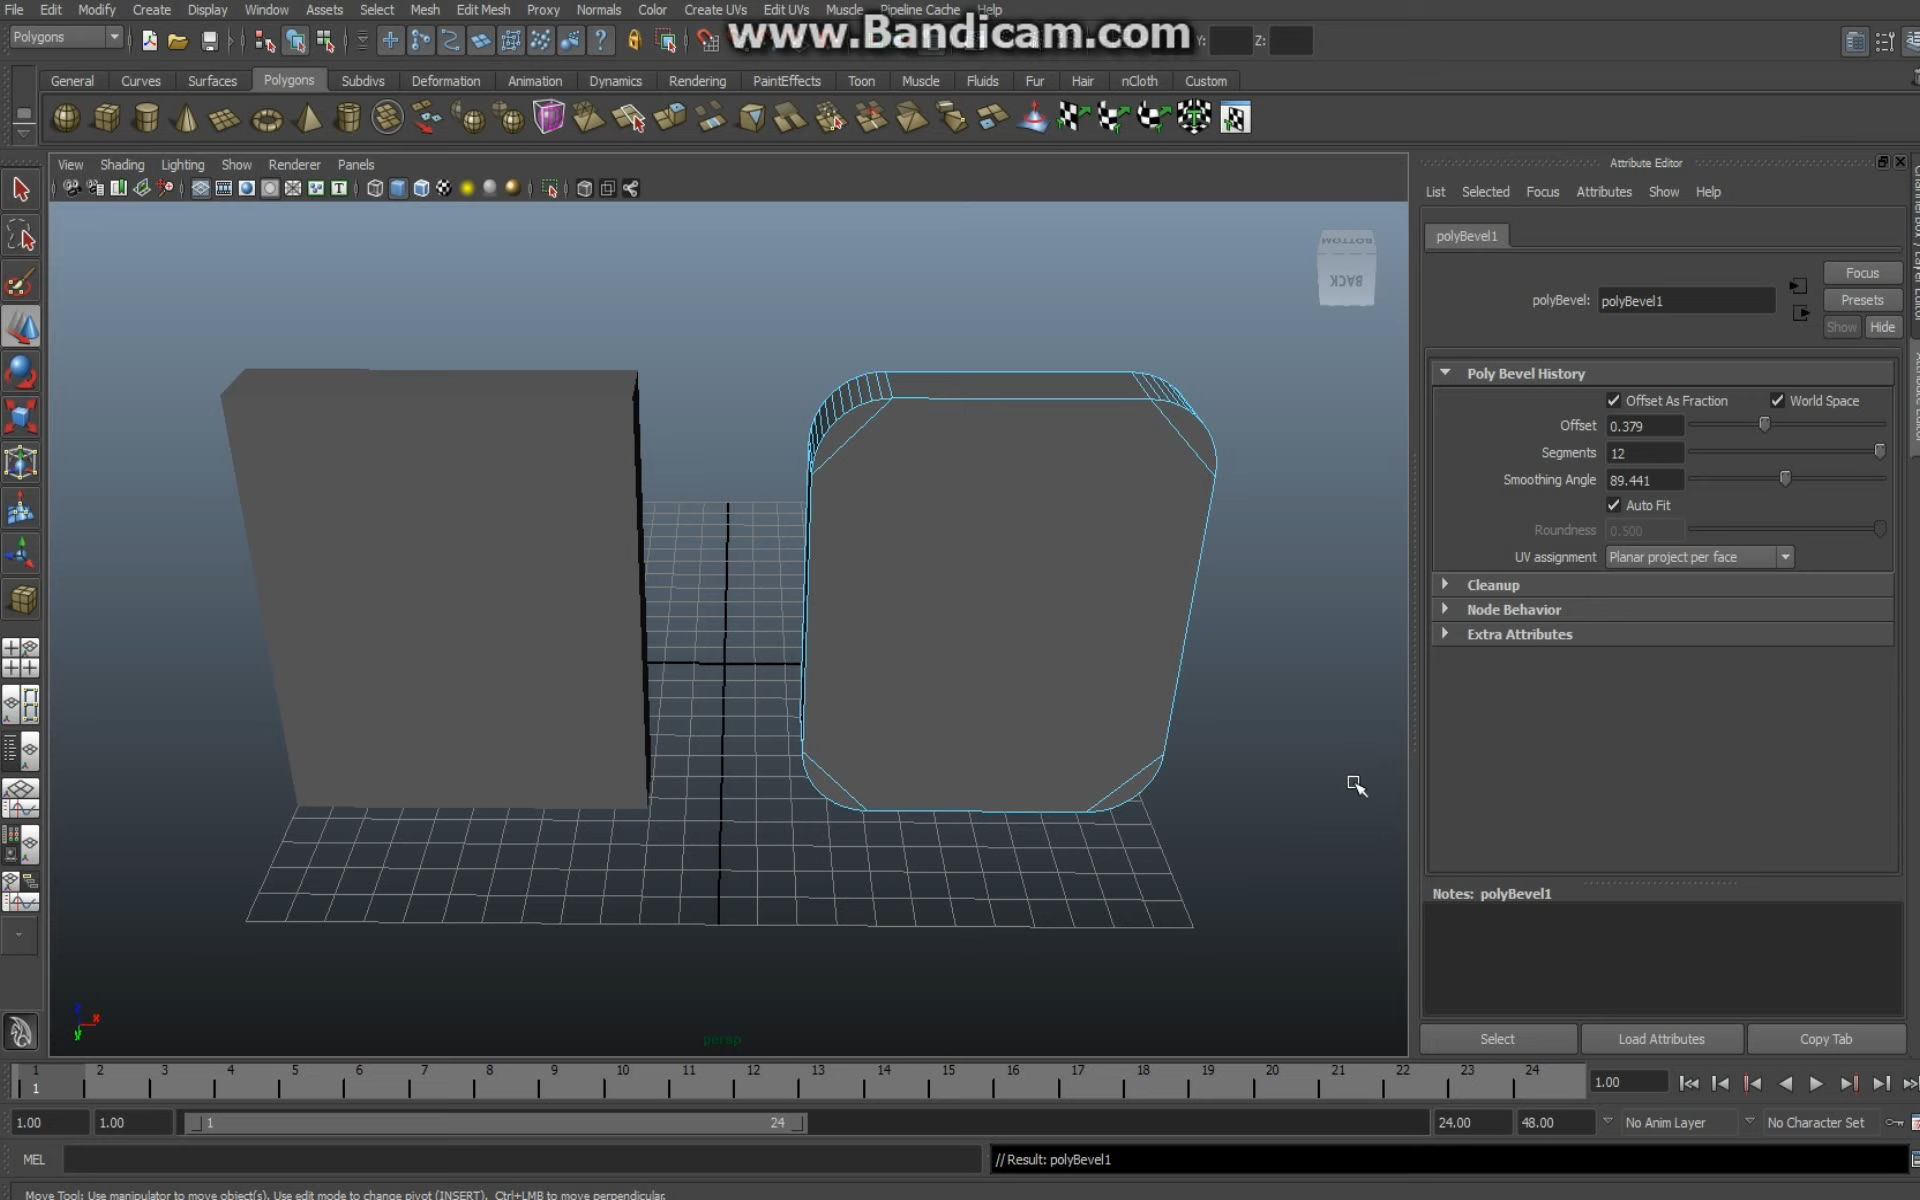 File Edit Modify Create Display Window Assets Select Mesh Edit Mesh Proxy Normals Color Create UVs Edit UVs Muscle Pipeline Cache Help
www.Bandicam.com
Polygons
Y: Z:
General Curves Surfaces Polygons Subdivs Deformation Animation Dynamics Rendering PaintEffects Toon Muscle Fluids Fur Hair nCloth Custom
View Shading Lighting Show Renderer Panels
BOTTOM
BACK
persp
Attribute Editor
List Selected Focus Attributes Show Help
polyBevel1
Focus
polyBevel: polyBevel1
Presets
Show Hide
Poly Bevel History
Offset As Fraction World Space
Offset 0.379
Segments 12
Smoothing Angle 89.441
Auto Fit
Roundness 0.500
UV assignment Planar project per face
Cleanup
Node Behavior
Extra Attributes
Notes: polyBevel1
Select Load Attributes Copy Tab
1 2 3 4 5 6 7 8 9 10 11 12 13 14 15 16 17 18 19 20 21 22 23 24
1
1.00
1.00 1.00 1 24 24.00 48.00 No Anim Layer No Character Set
MEL // Result: polyBevel1
Move Tool: Use manipulator to move object(s). Use edit mode to change pivot (INSERT). Ctrl+LMB to move perpendicular.